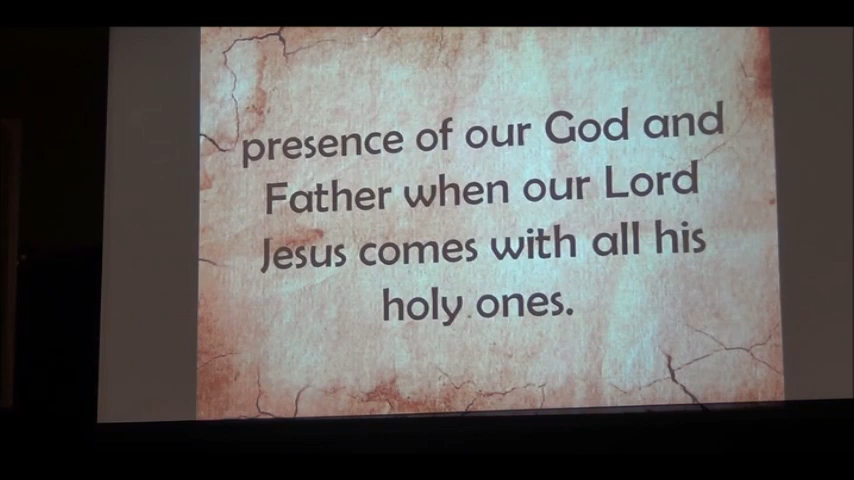 presence of our God and
Father when our Lord
Jesus comes with all his
holy ones.